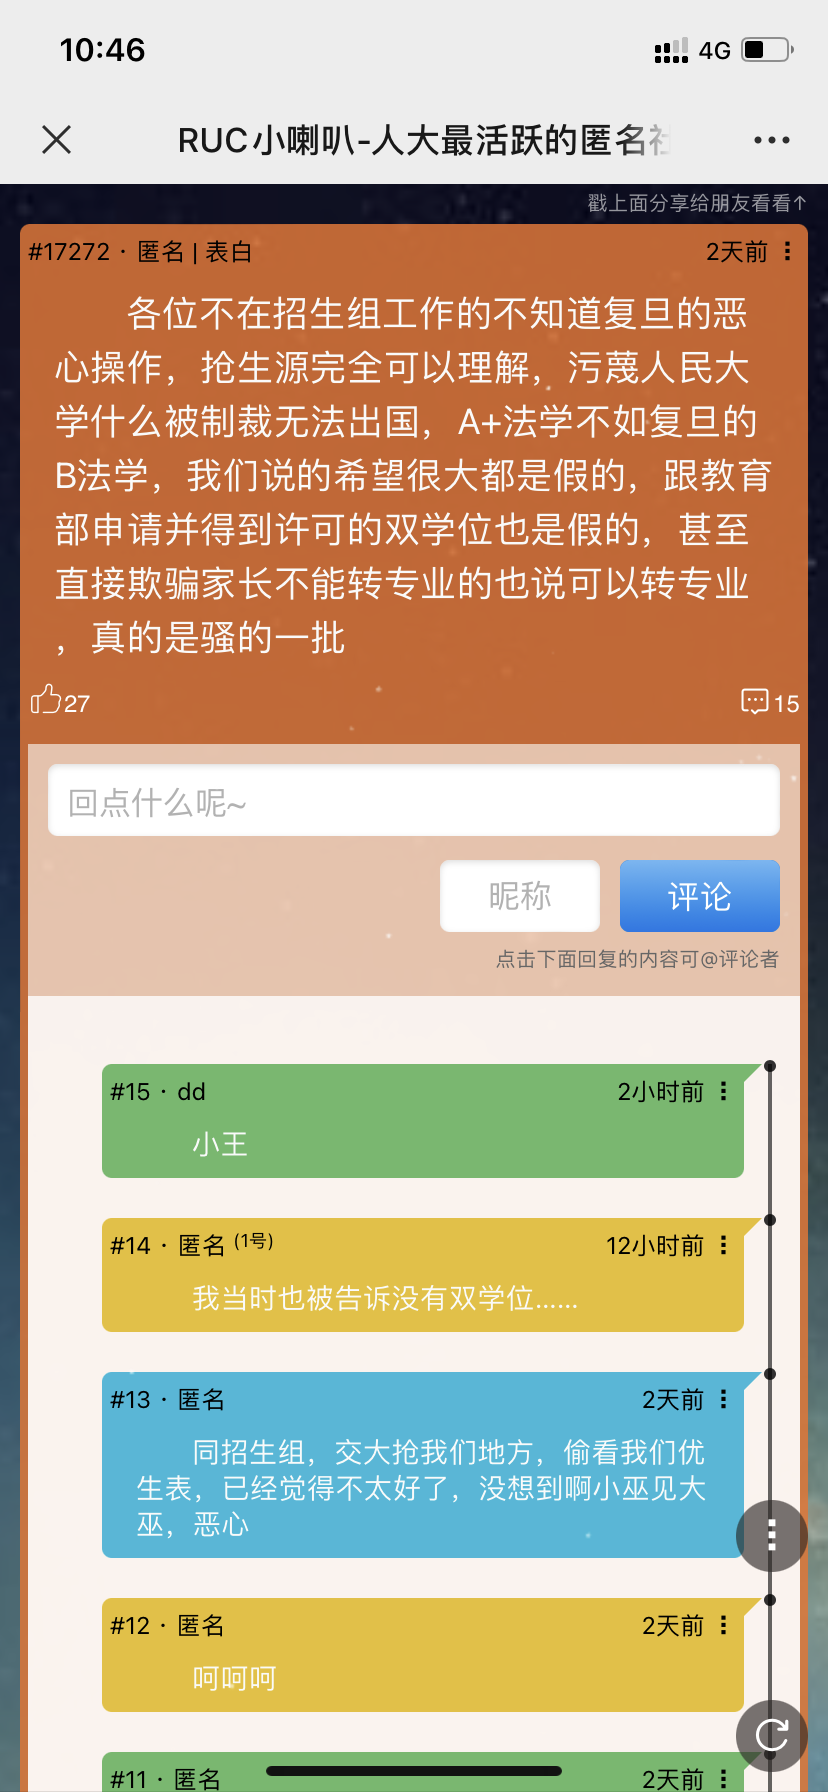 10:46
4G
RUC小喇叭-人大最活跃的匿名社
戳上面分享给朋友看看↑
#17272 · 匿名 | 表白
2天前
各位不在招生组工作的不知道复旦的恶
心操作，抢生源完全可以理解，污蔑人民大
学什么被制裁无法出国，A+法学不如复旦的
B法学，我们说的希望很大都是假的，跟教育
部申请并得到许可的双学位也是假的，甚至
直接欺骗家长不能转专业的也说可以转专业
，真的是骚的一批
27
15
回点什么呢~
昵称
评论
点击下面回复的内容可@评论者
#15 · dd
2小时前
小王
#14 · 匿名 (1号)
12小时前
我当时也被告诉没有双学位……
#13 · 匿名
2天前
同招生组，交大抢我们地方，偷看我们优
生表，已经觉得不太好了，没想到啊小巫见大
巫，恶心
#12 · 匿名
2天前
呵呵呵
#11 · 匿名
2天前